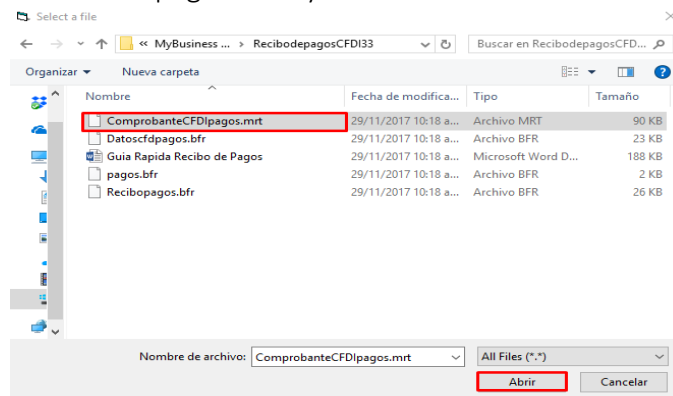 Select a file
« MyBusiness ... › RecibodepagosCFDI33 Buscar en RecibodepagosCFD...
Organizar Nueva carpeta
Nombre Fecha de modifica... Tipo Tamaño
ComprobanteCFDIpagos.mrt 29/11/2017 10:18 a... Archivo MRT 90 KB
Datoscfdpagos.bfr 29/11/2017 10:18 a... Archivo BFR 23 KB
Guia Rapida Recibo de Pagos 29/11/2017 10:18 a... Microsoft Word D... 188 KB
pagos.bfr 29/11/2017 10:18 a... Archivo BFR 2 KB
Recibopagos.bfr 29/11/2017 10:18 a... Archivo BFR 26 KB
Nombre de archivo: ComprobanteCFDIpagos.mrt All Files (*.*)
Abrir Cancelar